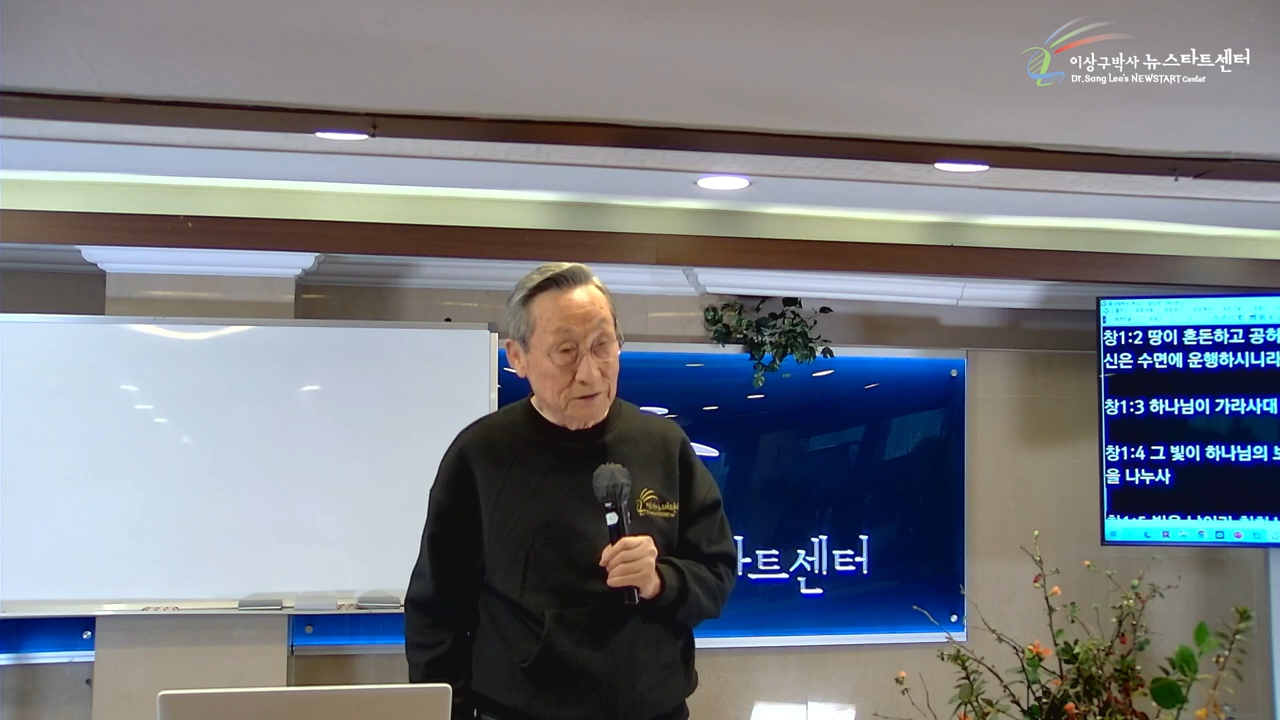 이상구박사 뉴스타트센터
Dr. Sang Lee's NEWSTART Center
창1:2 땅이 혼돈하고 공허
신은 수면에 운행하시니라
창1:3 하나님이 가라사대
창1:4 그 빛이 하나님의 보
을 나누사
타트센터